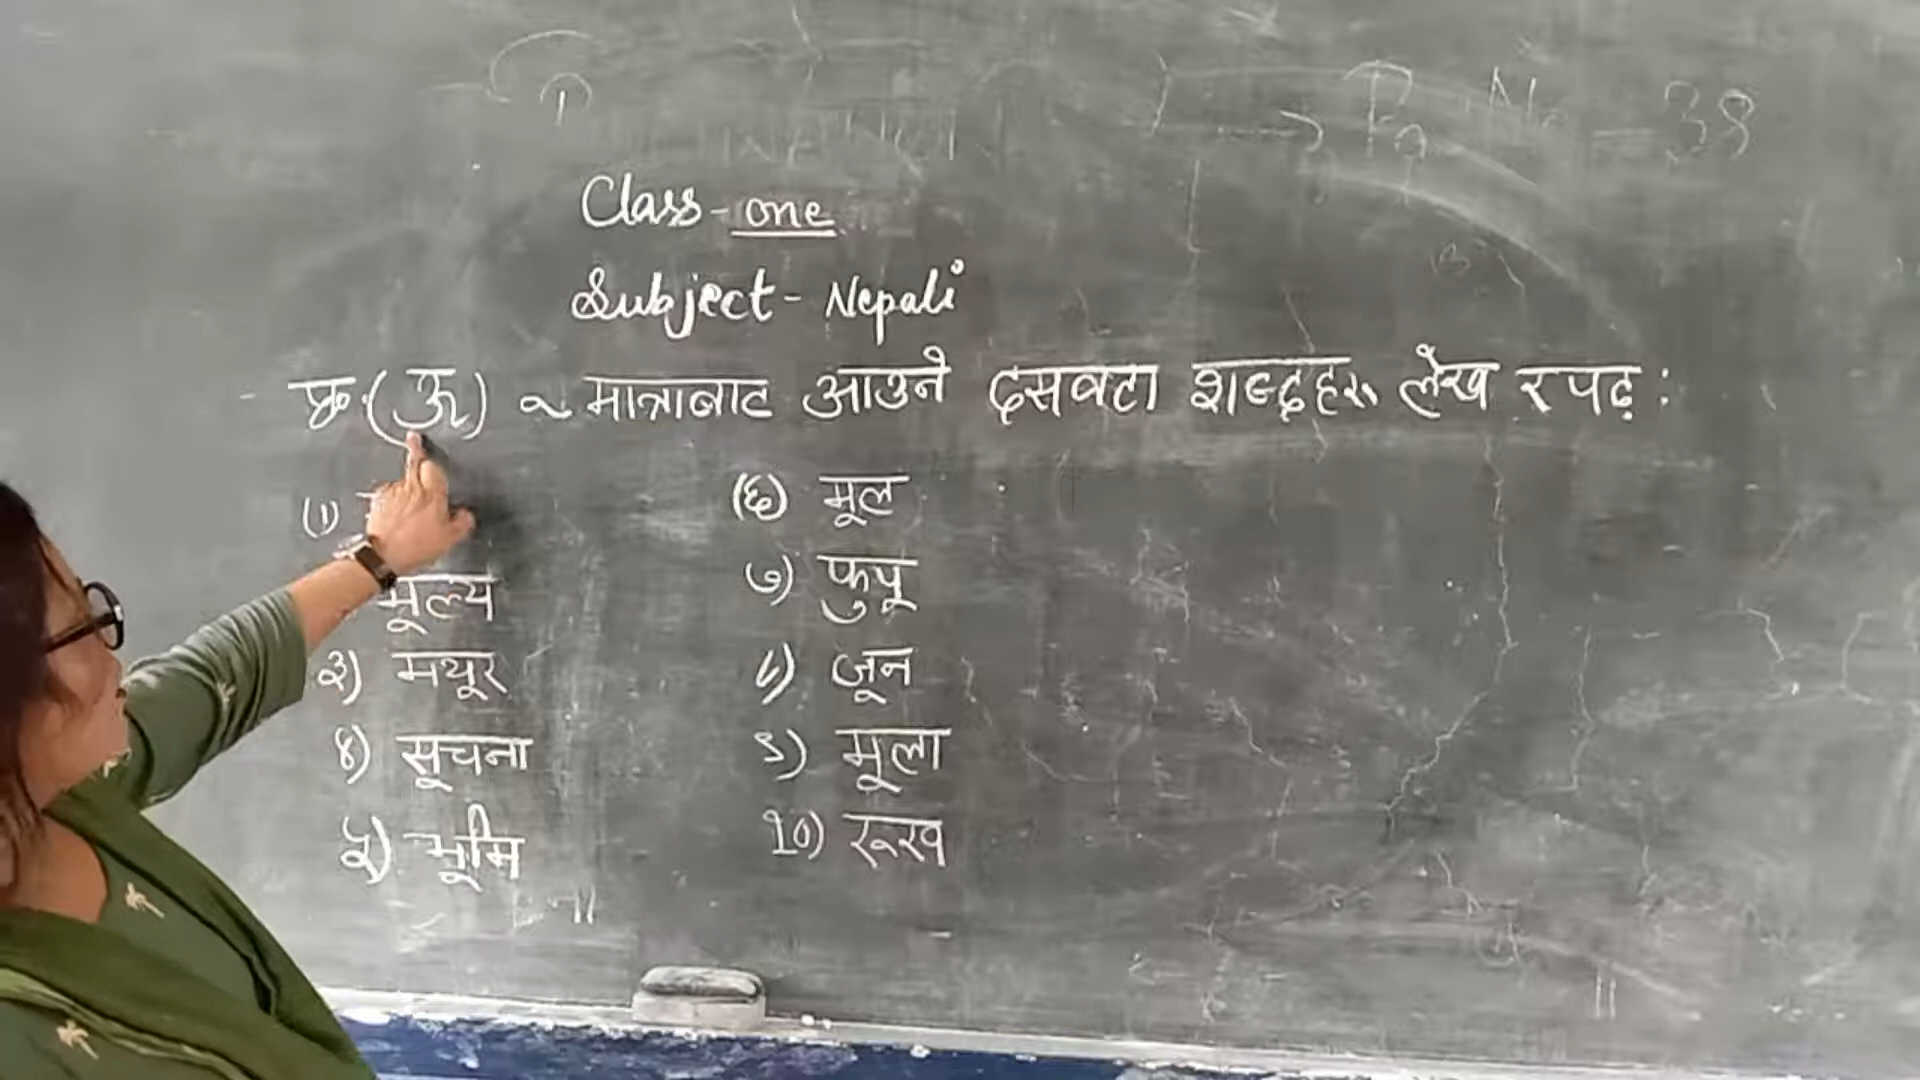 Class - one
Subject - Nepali
प्र. (ऊ) ू मात्राबाट आउने दसवटा शब्दहरू लेख र पढ़ :
(१)
मूल्य
३) मयूर
४) सूचना
५) भूमि
(६) मूल
७) फुपू
८) जून
९) मूला
१०) रूख